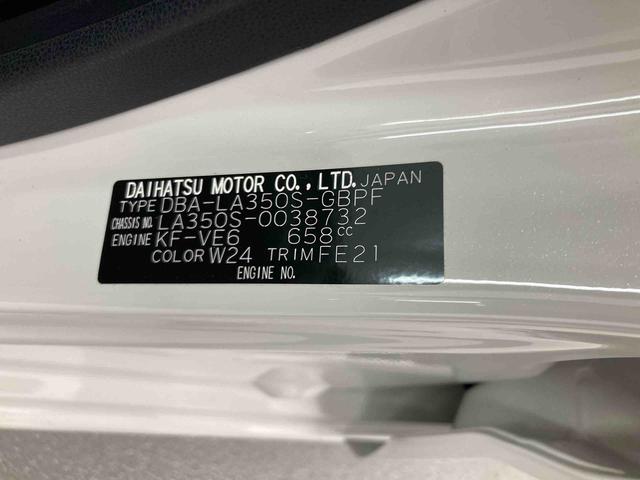 DAIHATSU MOTOR CO., LTD. JAPAN
TYPE DBA-LA350S-GBPF
CHASSIS NO. LA350S-0038732
ENGINE KF-VE6 658cc
COLOR W24 TRIM FE21
ENGINE NO.